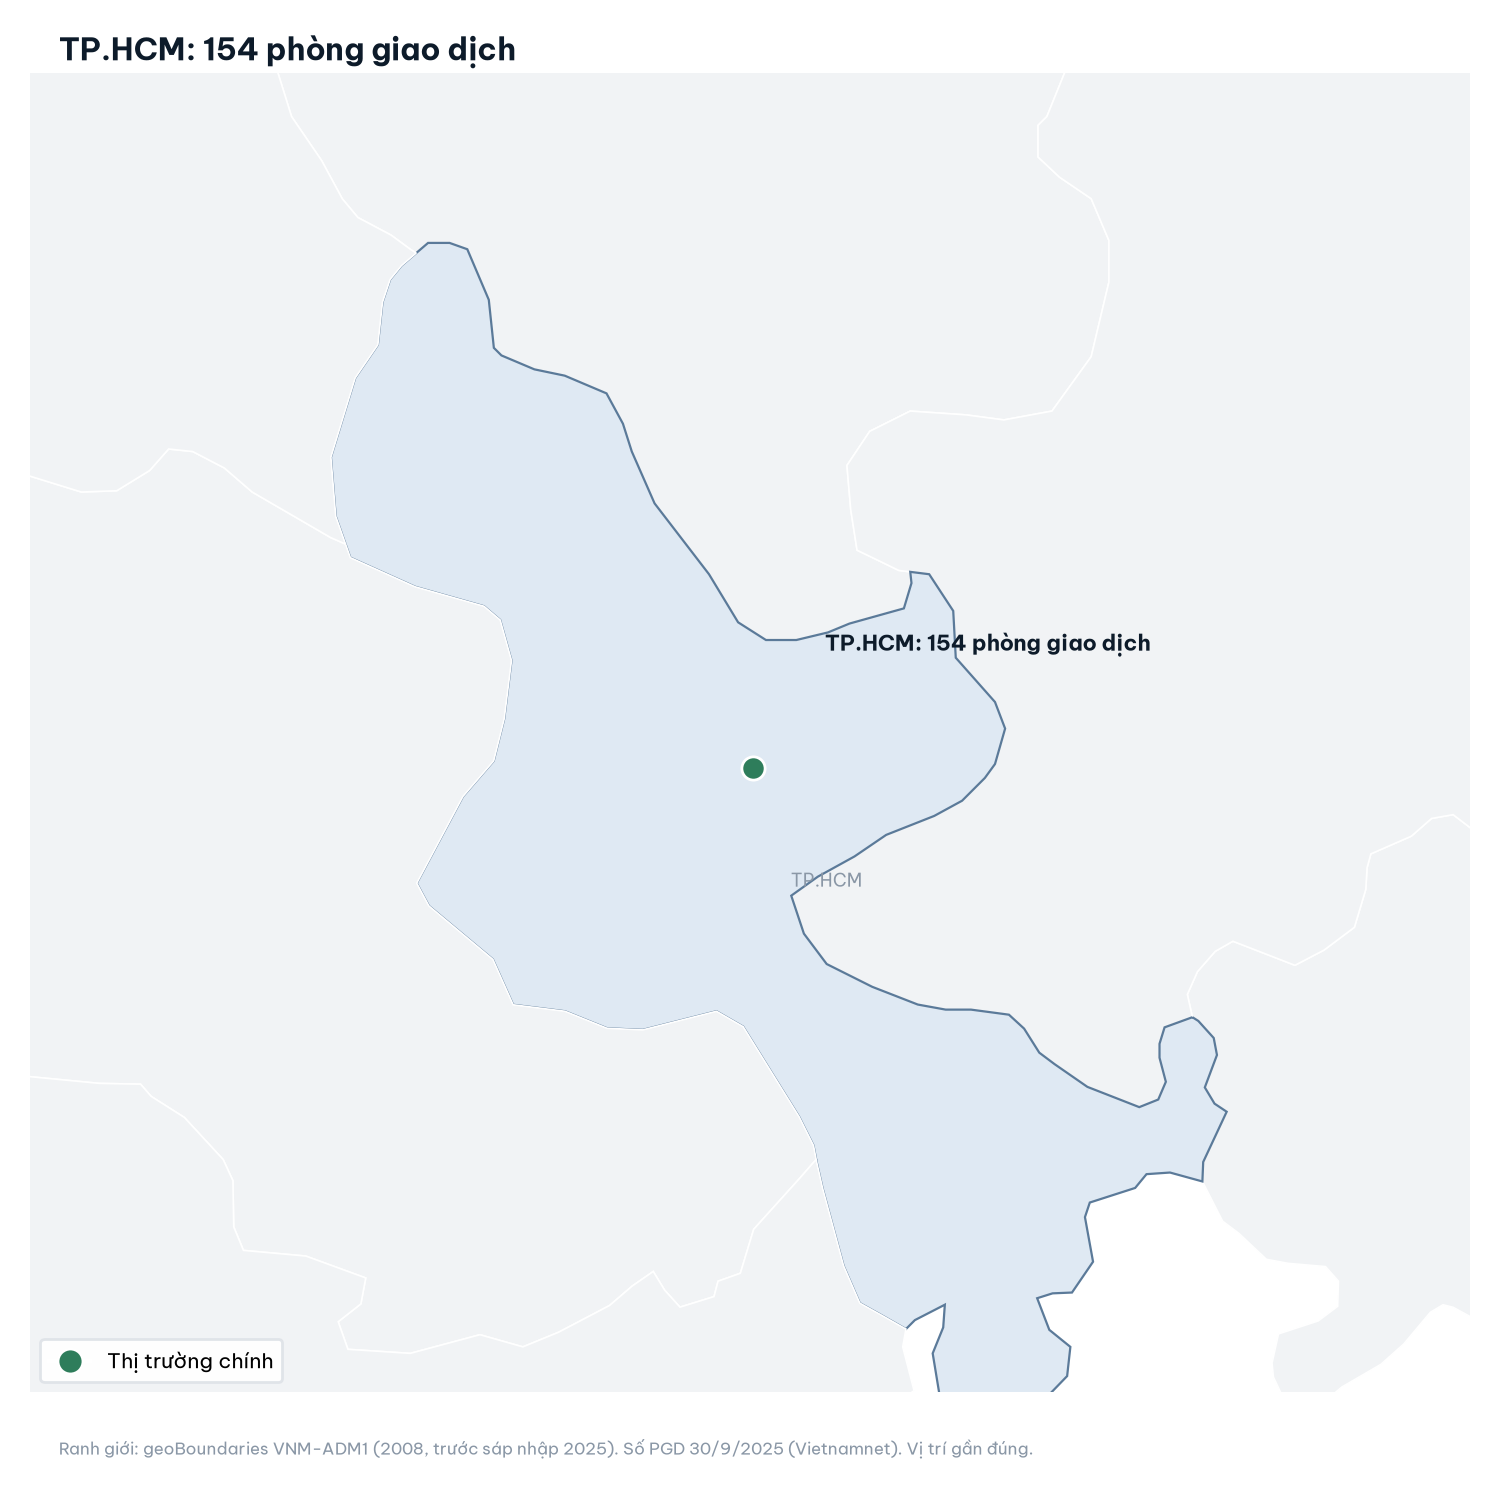 TP.HCM: 154 phòng giao dịch
TP.HCM: 154 phòng giao dịch
TP.HCM
Thị trường chính
Ranh giới: geoBoundaries VNM-ADM1 (2008, trước sáp nhập 2025). Số PGD 30/9/2025 (Vietnamnet). Vị trí gần đúng.